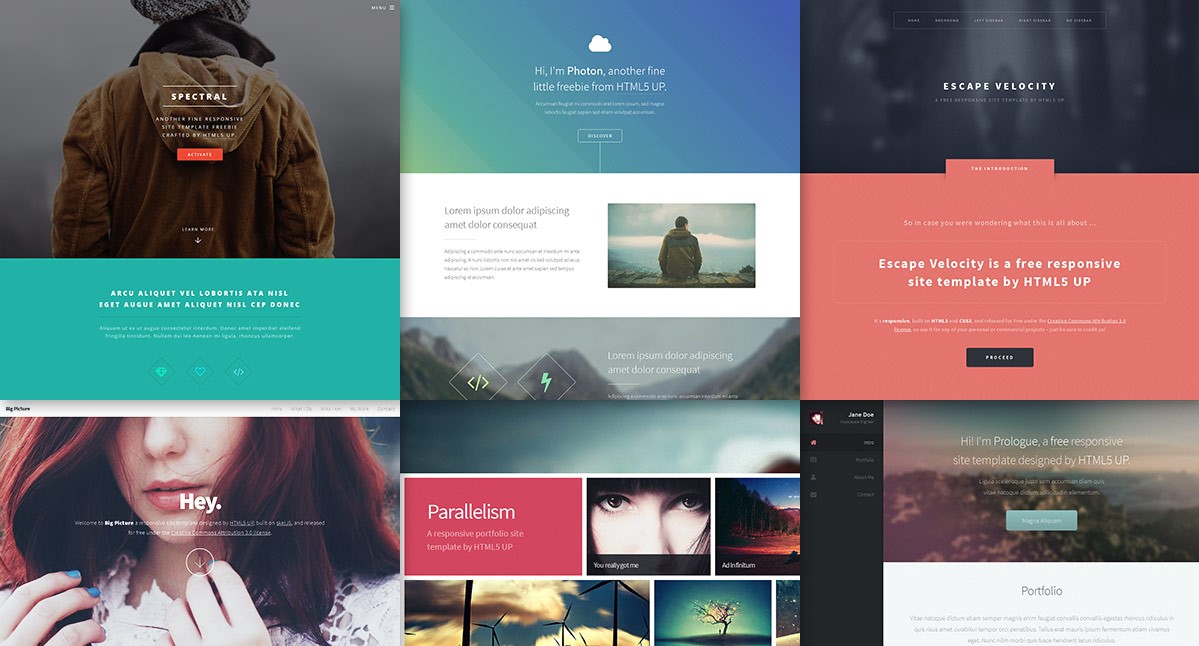 MENU
SPECTRAL
ANOTHER FINE RESPONSIVE
SITE TEMPLATE FREEBIE
CRAFTED BY HTML5 UP.
ACTIVATE
LEARN MORE
ARCU ALIQUET VEL LOBORTIS ATA NISL
EGET AUGUE AMET ALIQUET NISL CEP DONEC
Aliquam ut ex ut augue consectetur interdum. Donec amet imperdiet eleifend
fringilla tincidunt. Nullam dui leo Aenean mi ligula, rhoncus ullamcorper.
Hi, I'm Photon, another fine
little freebie from HTML5 UP.
Accumsan feugiat mi commodo erat lorem ipsum, sed magna
lobortis feugiat sapien sed etiam volutpat accumsan.
DISCOVER
Lorem ipsum dolor adipiscing
amet dolor consequat
Adipiscing a commodo ante nunc accumsan et interdum mi ante
adipiscing. A nunc lobortis non nisl amet vis sed volutpat aclacus
nascetur ac non. Lorem curae et ante amet sapien sed tempus
adipiscing id accumsan.
Lorem ipsum dolor adipiscing
amet dolor consequat
Adipiscing a commodo ante nunc accumsan et interdum mi ante
HOME
BACKGROUND
LEFT SIDEBAR
RIGHT SIDEBAR
NO SIDEBAR
ESCAPE VELOCITY
A FREE RESPONSIVE SITE TEMPLATE BY HTML5 UP
THE INTRODUCTION
So in case you were wondering what this is all about ...
Escape Velocity is a free responsive
site template by HTML5 UP
It's responsive, built on HTML5 and CSS3, and released for free under the Creative Commons Attribution 3.0
license, so use it for any of your personal or commercial projects – just be sure to credit us!
PROCEED
Big Picture
My Work
Contact
Hey.
Welcome to Big Picture a responsive site template designed by HTML5 UP, built on skelJS, and released
for free under the Creative Commons Attribution 3.0 license.
Parallelism
A responsive portfolio site
template by HTML5 UP
You really got me
Ad Infinitum
Jane Doe
Hyperspace Engineer
Intro
Portfolio
About Me
Contact
Hi! I'm Prologue, a free responsive
site template designed by HTML5 UP.
Ligula scelerisque justo sem accumsan diam quis
vitae natoque dictum sollicitudin elementum.
Magna Aliquam
Portfolio
Vitae natoque dictum etiam semper magnis enim feugiat convallis convallis egestas rhoncus ridiculus in
quis risus amet curabitur tempor orci penatibus. Tellus erat mauris ipsum fermentum etiam vivamus
Nunc nibh morbi quis fusce hendrerit lacus ridiculus.